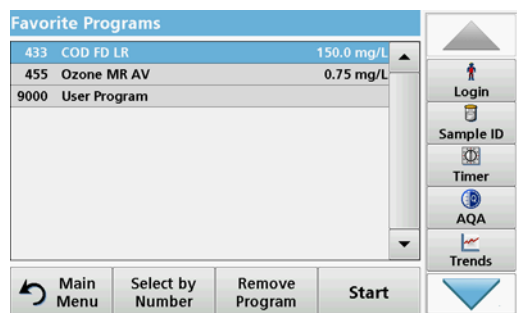 Favorite Programs
433 COD FD LR 150.0 mg/L
455 Ozone MR AV 0.75 mg/L
9000 User Program
Login
Sample ID
Timer
AQA
Trends
Main Menu
Select by Number
Remove Program
Start